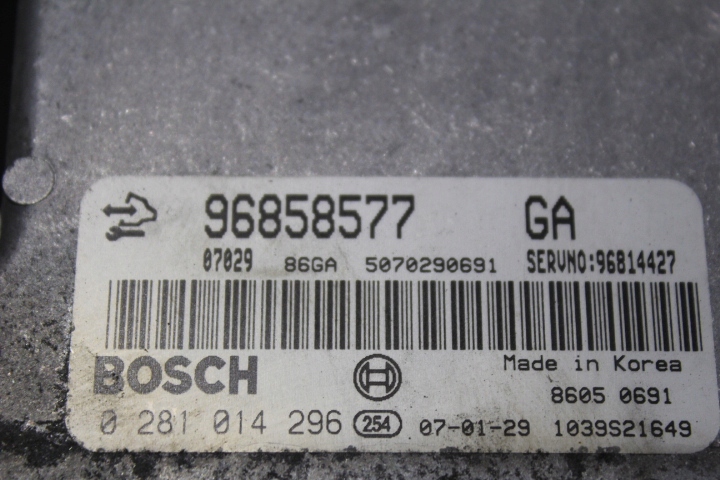 96858577 GA
07029 86GA 5070290691 SERVNO:96814427
BOSCH Made in Korea
8605 0691
0 281 014 296 254 07-01-29 1039S21649